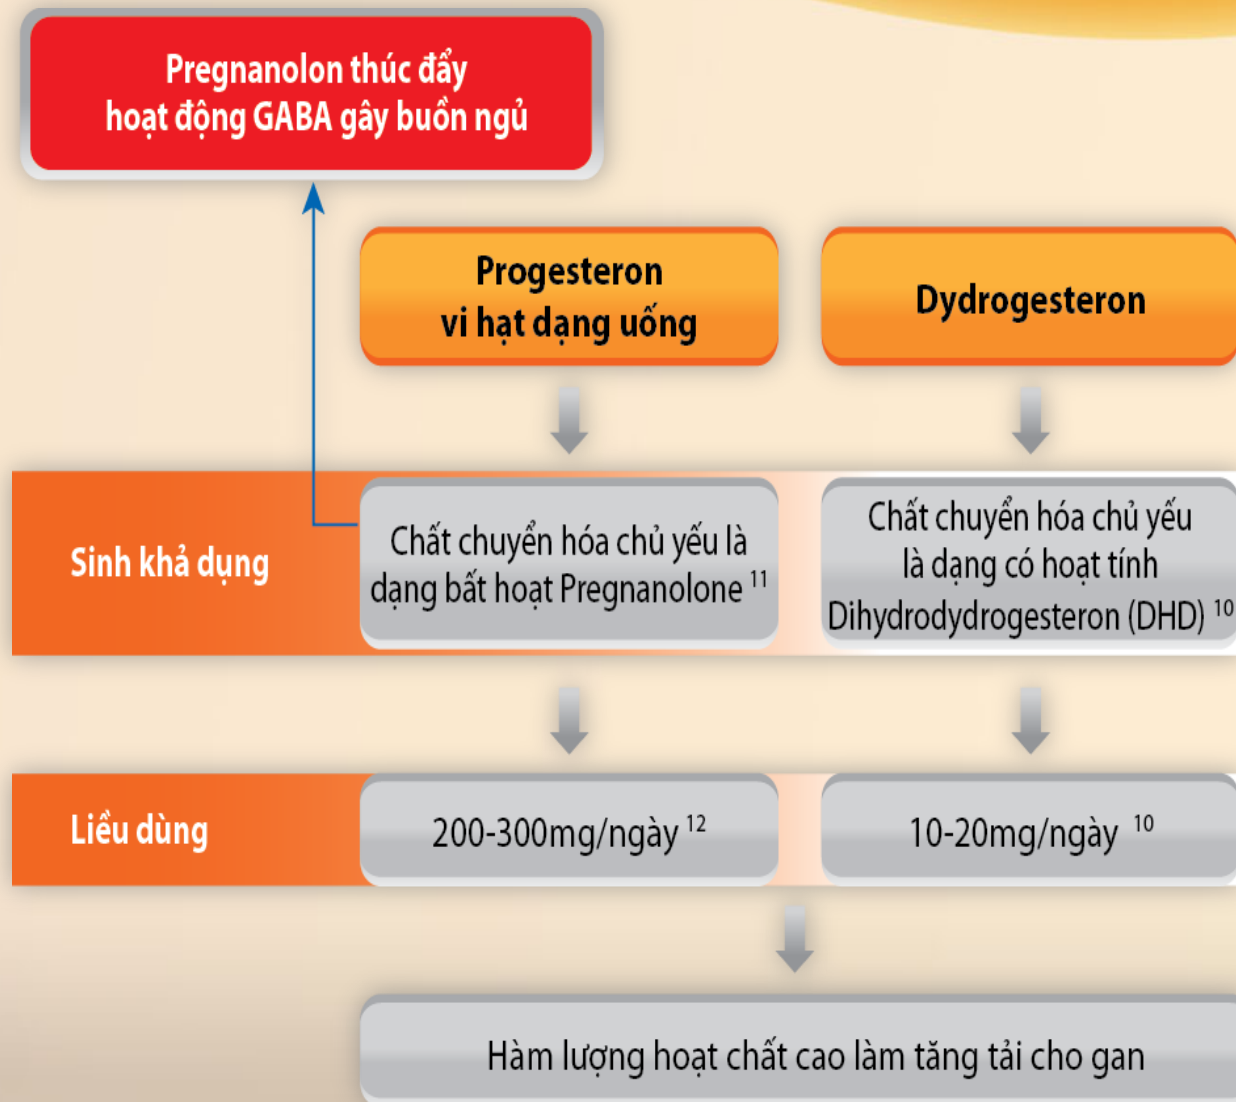 Pregnanolon thúc đẩy
hoạt động GABA gây buồn ngủ
Progesteron
vi hạt dạng uống
Dydrogesteron
Sinh khả dụng
Chất chuyển hóa chủ yếu là
dạng bất hoạt Pregnanolone 11
Chất chuyển hóa chủ yếu
là dạng có hoạt tính
Dihydrodydrogesteron (DHD) 10
Liều dùng
200-300mg/ngày 12
10-20mg/ngày 10
Hàm lượng hoạt chất cao làm tăng tải cho gan